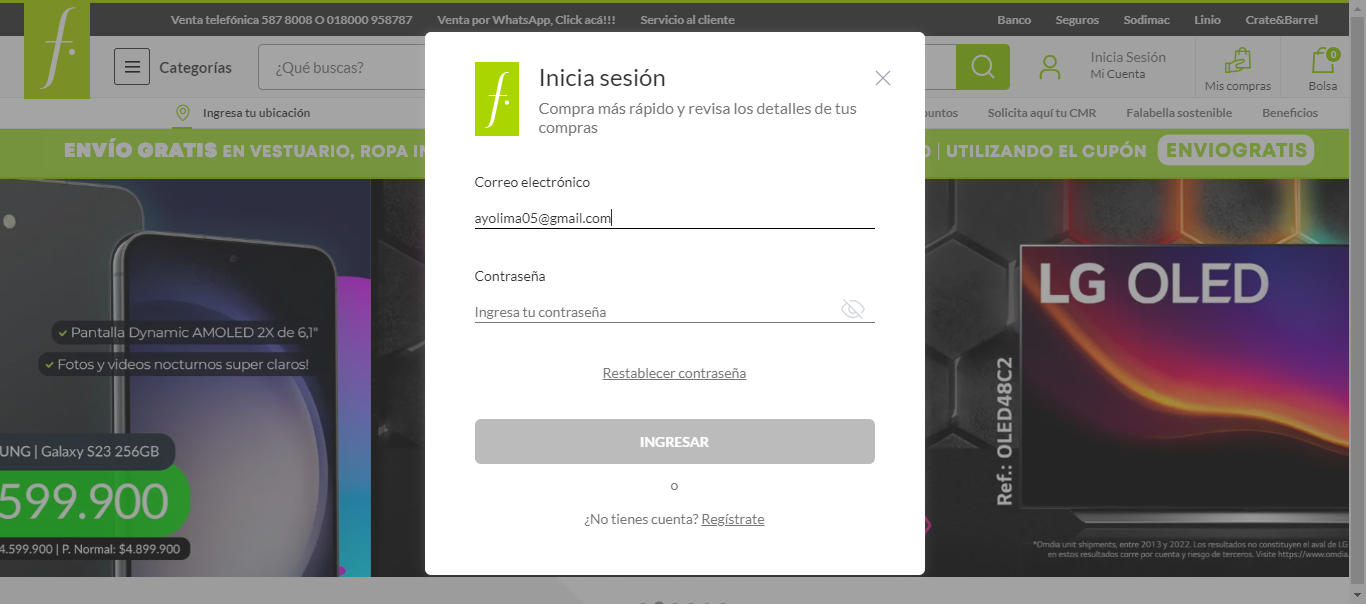 Venta telefónica 587 8008 O 018000 958787 Venta por WhatsApp, Click acá!!! Servicio al cliente Banco Seguros Sodimac Linio Crate&Barrel
f.
Categorías
¿Qué buscas?
Inicia Sesión
Mi Cuenta
Mis compras
0
Bolsa
Ingresa tu ubicación
Solicita aquí tu CMR Falabella sostenible Beneficios
ENVÍO GRATIS EN VESTUARIO, ROPA
| UTILIZANDO EL CUPÓN ENVIOGRATIS
f.
Inicia sesión
Compra más rápido y revisa los detalles de tus
compras
Correo electrónico
ayolima05@gmail.com
Contraseña
Ingresa tu contraseña
Restablecer contraseña
INGRESAR
o
¿No tienes cuenta? Regístrate
Pantalla Dynamic AMOLED 2X de 6,1"
Fotos y videos nocturnos super claros!
UNG | Galaxy S23 256GB
599.900
4.599.900 | P. Normal: $4.899.900
LG OLED
Ref.: OLED48C2
*Omdia unit shipments, entre 2013 y 2022. Los resultados no constituyen el aval de LG
en estos resultados corre por cuenta y riesgo de terceros. Visite https://www.omdia.